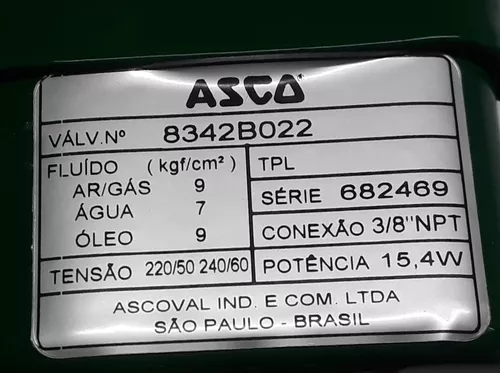 ASCO
VÁLV.Nº 8342B022
FLUÍDO (kgf/cm²)
AR/GÁS 9
ÁGUA 7
ÓLEO 9
TENSÃO 220/50 240/60
TPL
SÉRIE 682469
CONEXÃO 3/8"NPT
POTÊNCIA 15,4W
ASCOVAL IND. E COM. LTDA
SÃO PAULO - BRASIL